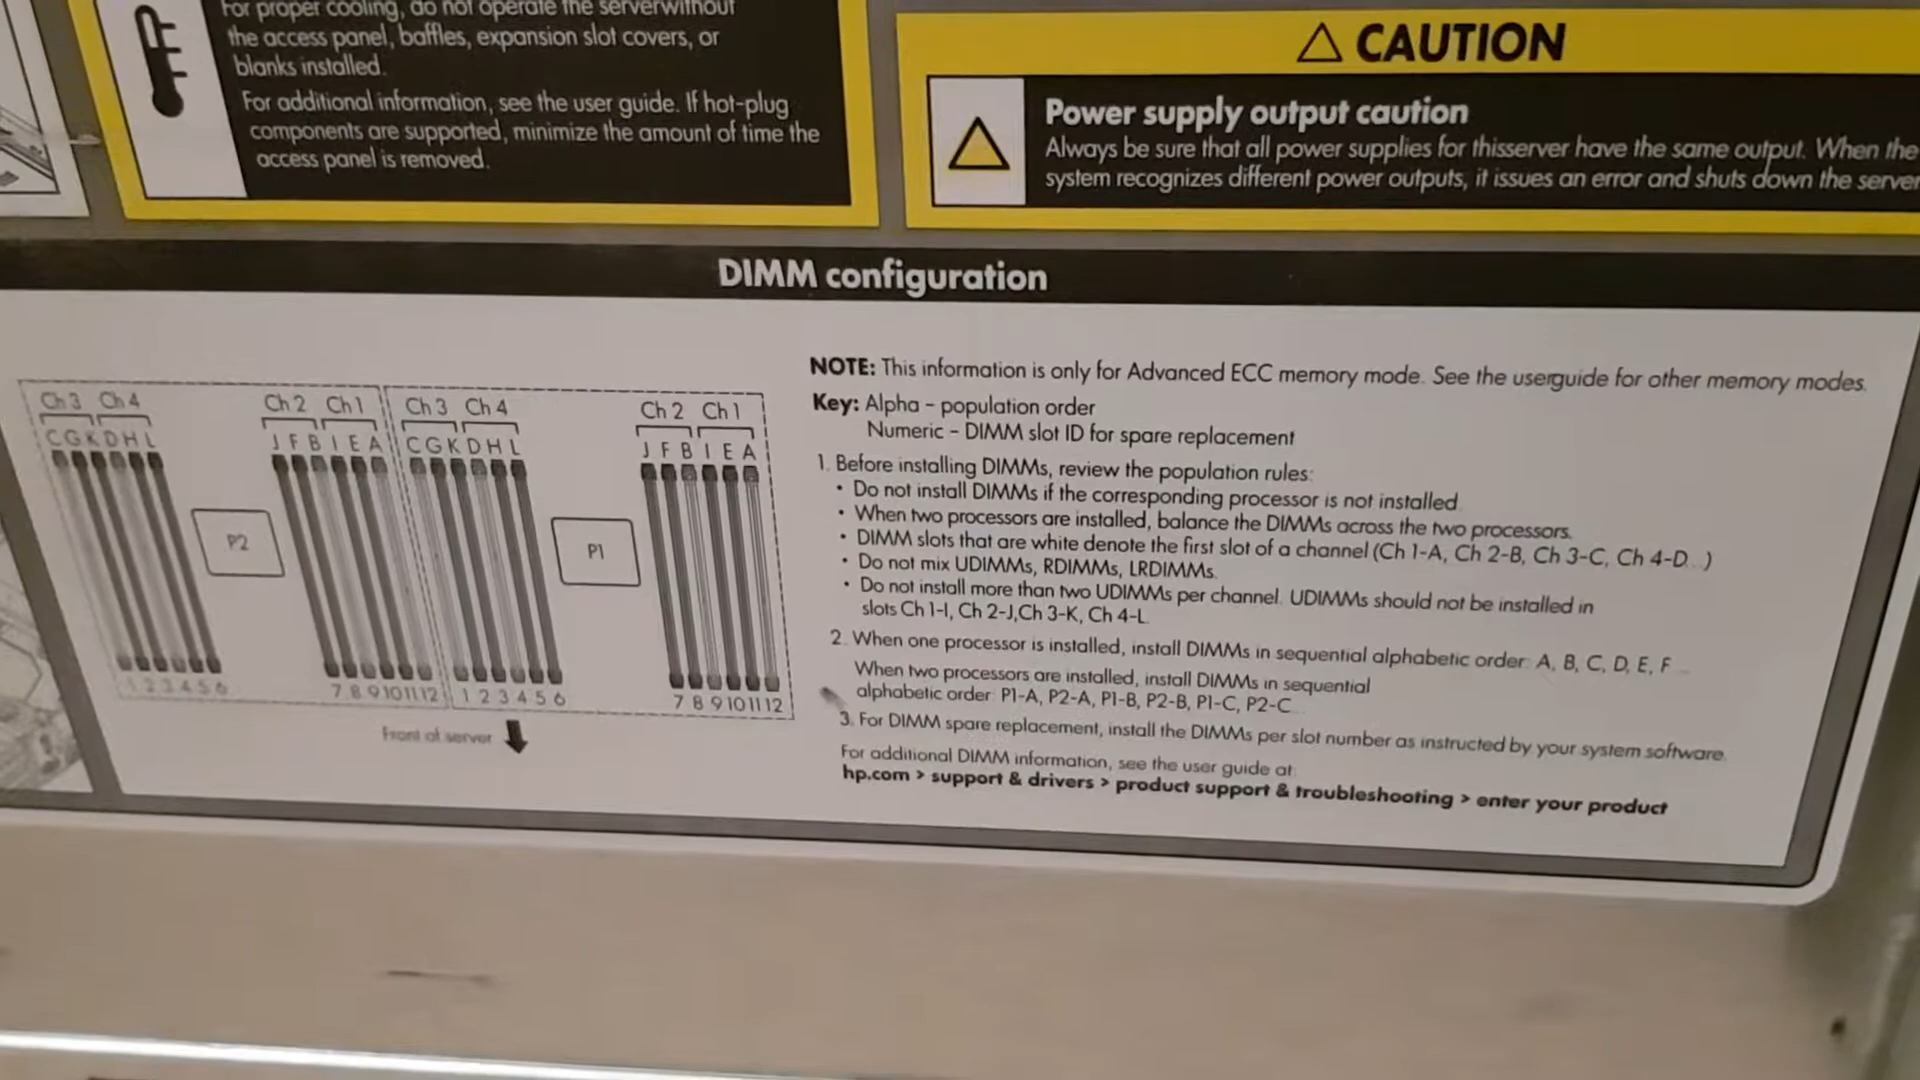 For proper cooling, do not operate the serverwithout
the access panel, baffles, expansion slot covers, or
blanks installed.
For additional information, see the user guide. If hot-plug
components are supported, minimize the amount of time the
access panel is removed.
CAUTION
Power supply output caution
Always be sure that all power supplies for thisserver have the same output. When the
system recognizes different power outputs, it issues an error and shuts down the server
DIMM configuration
Ch 3 Ch 4 Ch 2 Ch 1 Ch 3 Ch 4 Ch 2 Ch 1
C G K D H L J F B I E A C G K D H L J F B I E A
P2 P1
1 2 3 4 5 6 7 8 9 10 11 12 1 2 3 4 5 6 7 8 9 10 11 12
Front of server
NOTE: This information is only for Advanced ECC memory mode. See the userguide for other memory modes.
Key: Alpha - population order
Numeric - DIMM slot ID for spare replacement
1. Before installing DIMMs, review the population rules:
• Do not install DIMMs if the corresponding processor is not installed.
• When two processors are installed, balance the DIMMs across the two processors.
• DIMM slots that are white denote the first slot of a channel (Ch 1-A, Ch 2-B, Ch 3-C, Ch 4-D...)
• Do not mix UDIMMs, RDIMMs, LRDIMMs.
• Do not install more than two UDIMMs per channel. UDIMMs should not be installed in
slots Ch 1-I, Ch 2-J,Ch 3-K, Ch 4-L.
2. When one processor is installed, install DIMMs in sequential alphabetic order: A, B, C, D, E, F...
When two processors are installed, install DIMMs in sequential
alphabetic order: P1-A, P2-A, P1-B, P2-B, P1-C, P2-C...
3. For DIMM spare replacement, install the DIMMs per slot number as instructed by your system software.
For additional DIMM information, see the user guide at:
hp.com > support & drivers > product support & troubleshooting > enter your product